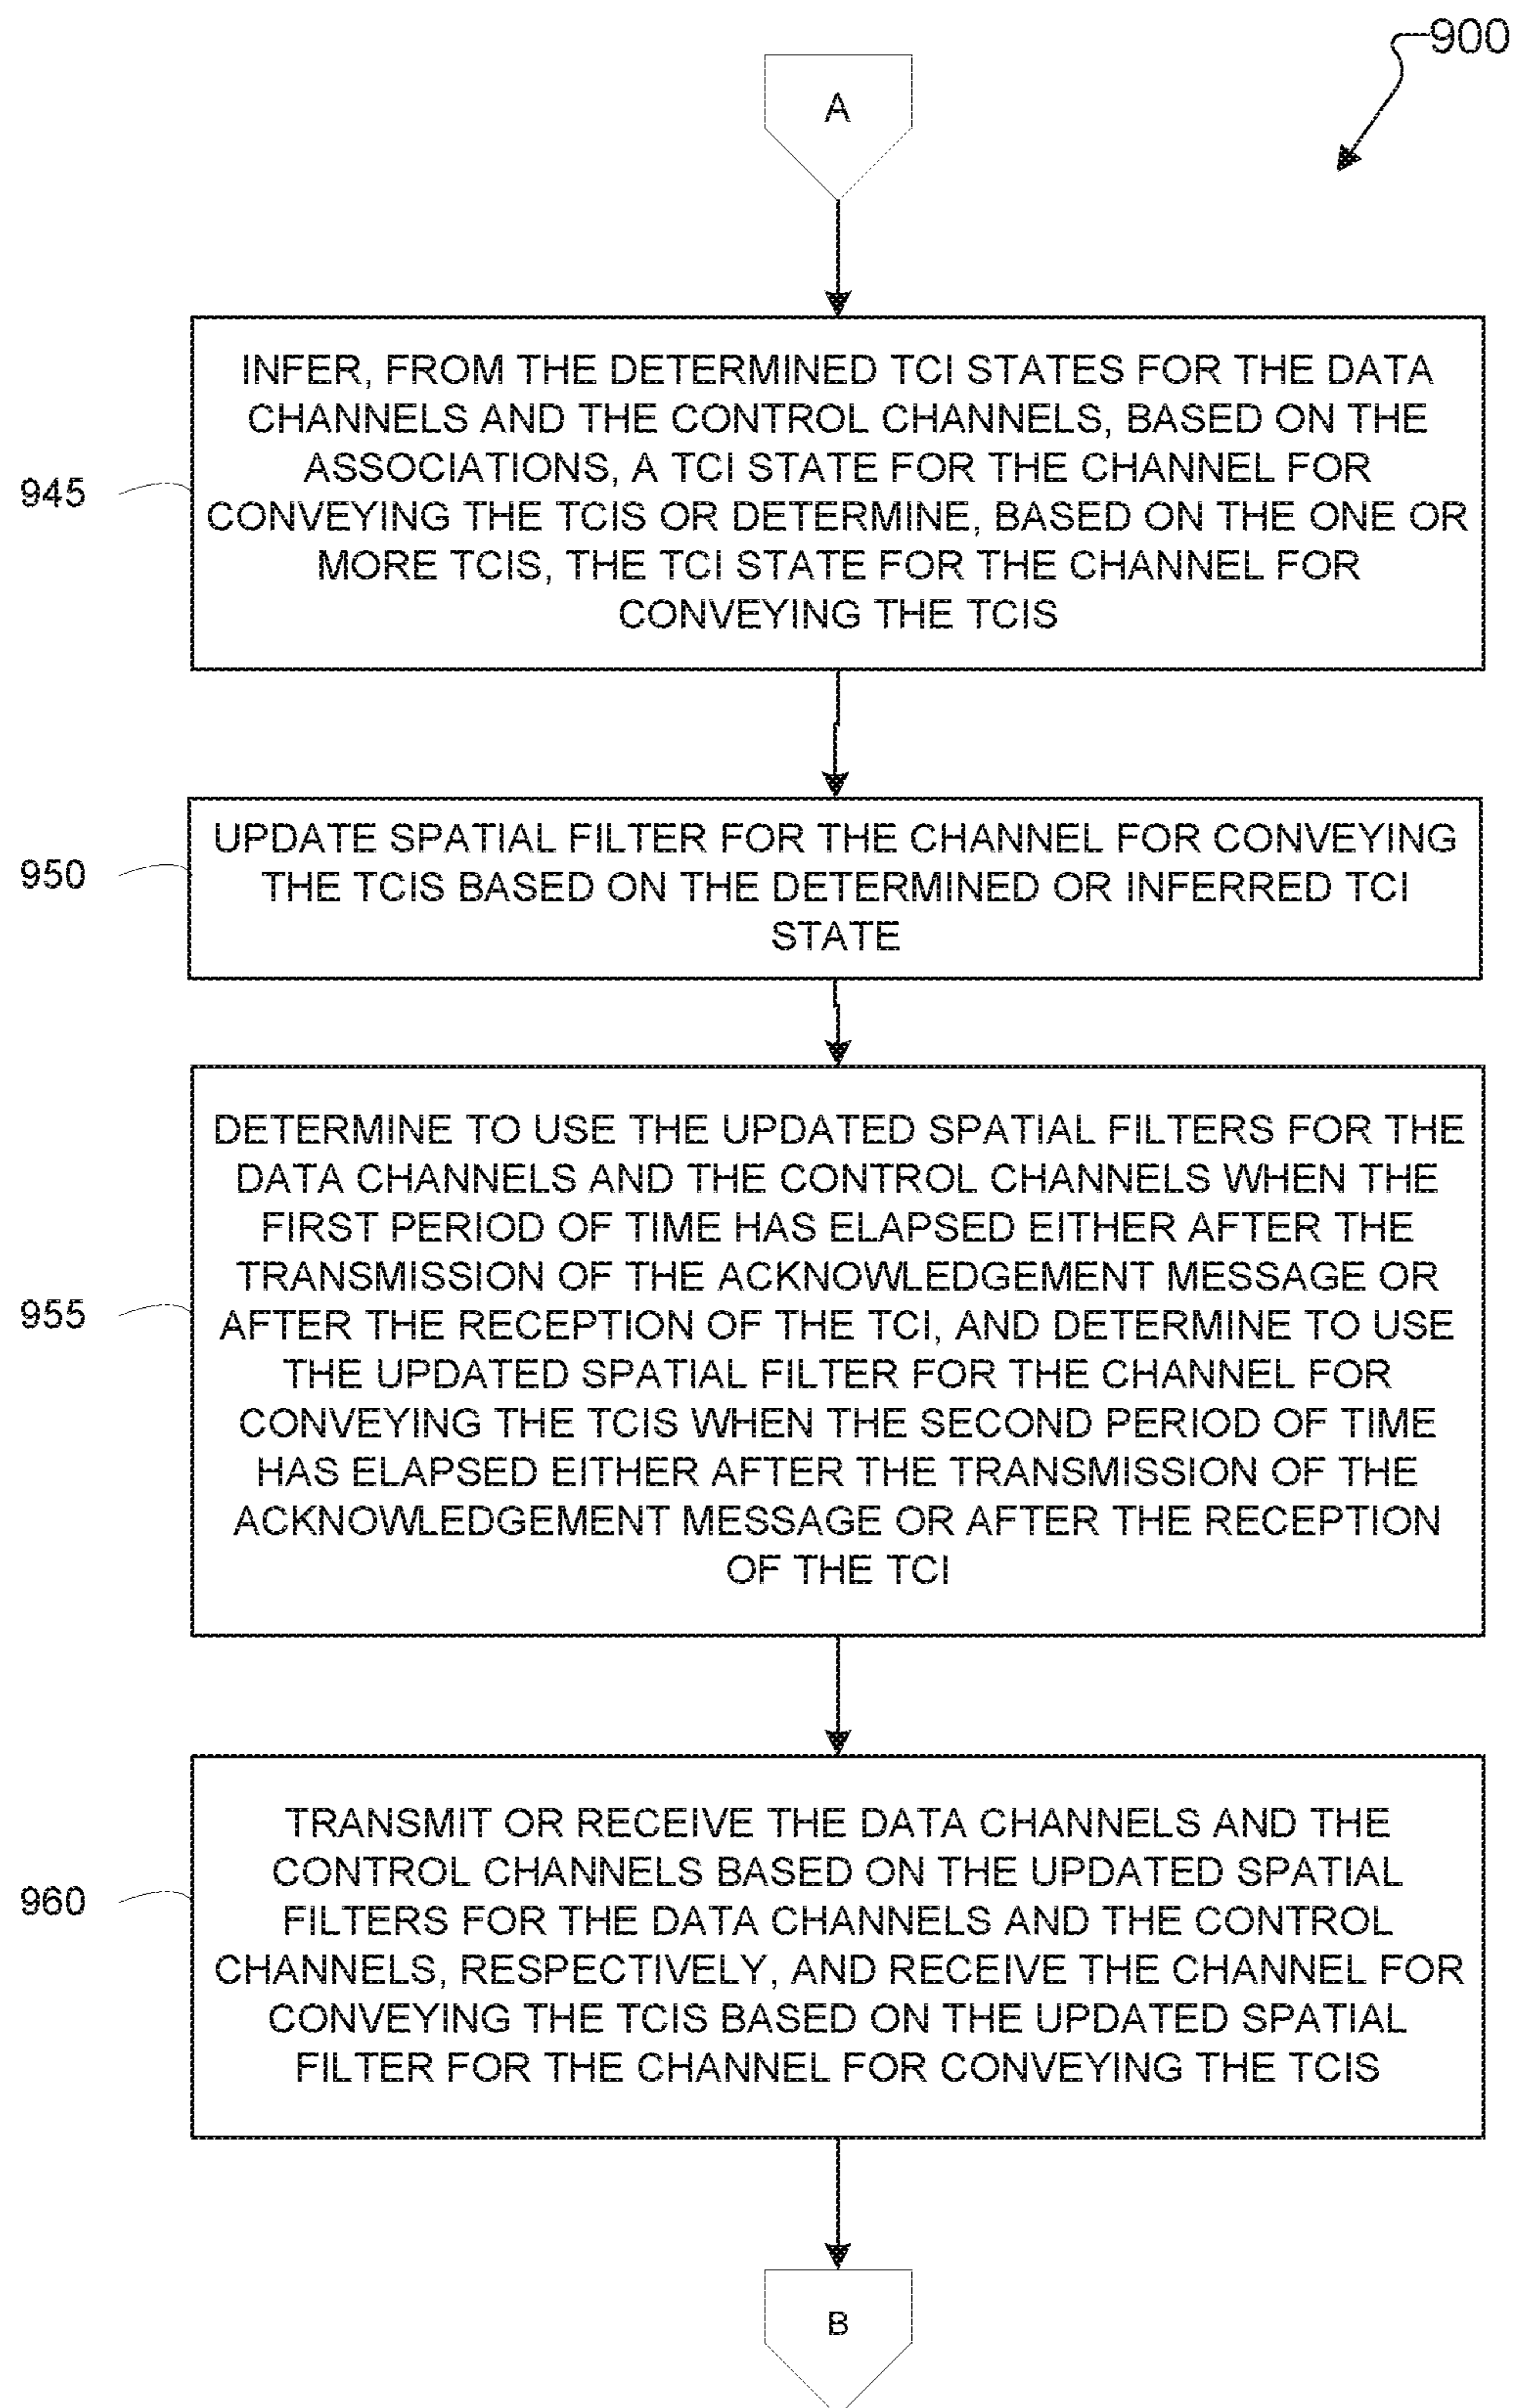 900
A
945
INFER, FROM THE DETERMINED TCI STATES FOR THE DATA
CHANNELS AND THE CONTROL CHANNELS, BASED ON THE
ASSOCIATIONS, A TCI STATE FOR THE CHANNEL FOR
CONVEYING THE TCIS OR DETERMINE, BASED ON THE ONE OR
MORE TCIS, THE TCI STATE FOR THE CHANNEL FOR
CONVEYING THE TCIS
950
UPDATE SPATIAL FILTER FOR THE CHANNEL FOR CONVEYING
THE TCIS BASED ON THE DETERMINED OR INFERRED TCI
STATE
955
DETERMINE TO USE THE UPDATED SPATIAL FILTERS FOR THE
DATA CHANNELS AND THE CONTROL CHANNELS WHEN THE
FIRST PERIOD OF TIME HAS ELAPSED EITHER AFTER THE
TRANSMISSION OF THE ACKNOWLEDGEMENT MESSAGE OR
AFTER THE RECEPTION OF THE TCI, AND DETERMINE TO USE
THE UPDATED SPATIAL FILTER FOR THE CHANNEL FOR
CONVEYING THE TCIS WHEN THE SECOND PERIOD OF TIME
HAS ELAPSED EITHER AFTER THE TRANSMISSION OF THE
ACKNOWLEDGEMENT MESSAGE OR AFTER THE RECEPTION
OF THE TCI
960
TRANSMIT OR RECEIVE THE DATA CHANNELS AND THE
CONTROL CHANNELS BASED ON THE UPDATED SPATIAL
FILTERS FOR THE DATA CHANNELS AND THE CONTROL
CHANNELS, RESPECTIVELY, AND RECEIVE THE CHANNEL FOR
CONVEYING THE TCIS BASED ON THE UPDATED SPATIAL
FILTER FOR THE CHANNEL FOR CONVEYING THE TCIS
B